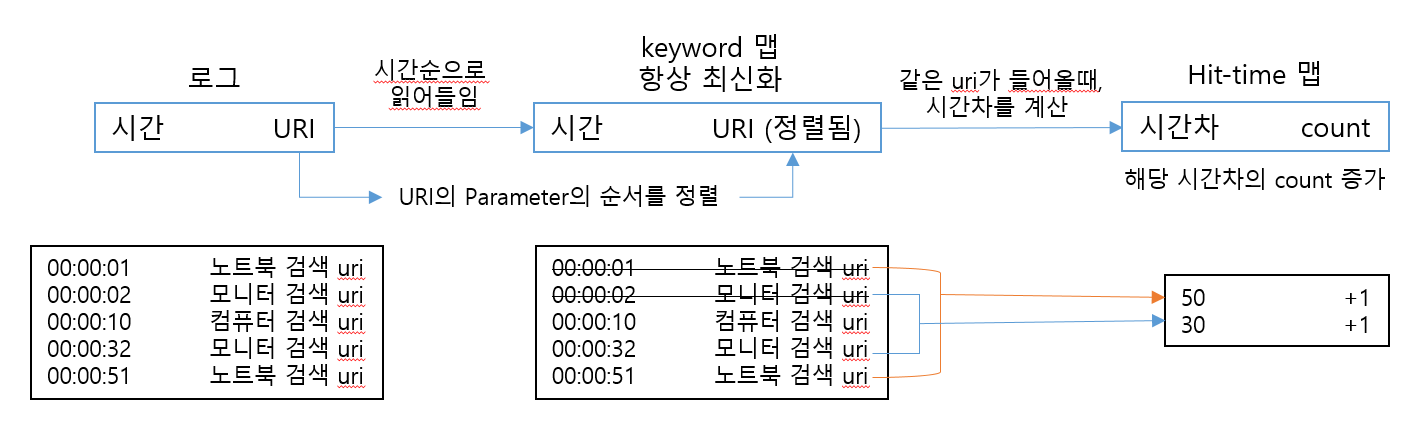 로그
시간 URI
시간순으로
읽어들임
keyword 맵
항상 최신화
시간 URI (정렬됨)
같은 uri가 들어올때,
시간차를 계산
Hit-time 맵
시간차 count
해당 시간차의 count 증가
URI의 Parameter의 순서를 정렬
00:00:01 노트북 검색 uri
00:00:02 모니터 검색 uri
00:00:10 컴퓨터 검색 uri
00:00:32 모니터 검색 uri
00:00:51 노트북 검색 uri
00:00:01 노트북 검색 uri
00:00:02 모니터 검색 uri
00:00:10 컴퓨터 검색 uri
00:00:32 모니터 검색 uri
00:00:51 노트북 검색 uri
50 +1
30 +1